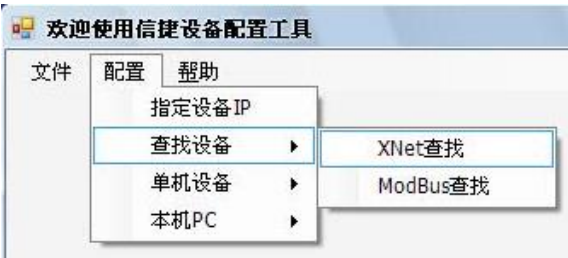 欢迎使用信捷设备配置工具
文件 配置 帮助
指定设备IP
查找设备 XNet查找
单机设备 ModBus查找
本机PC